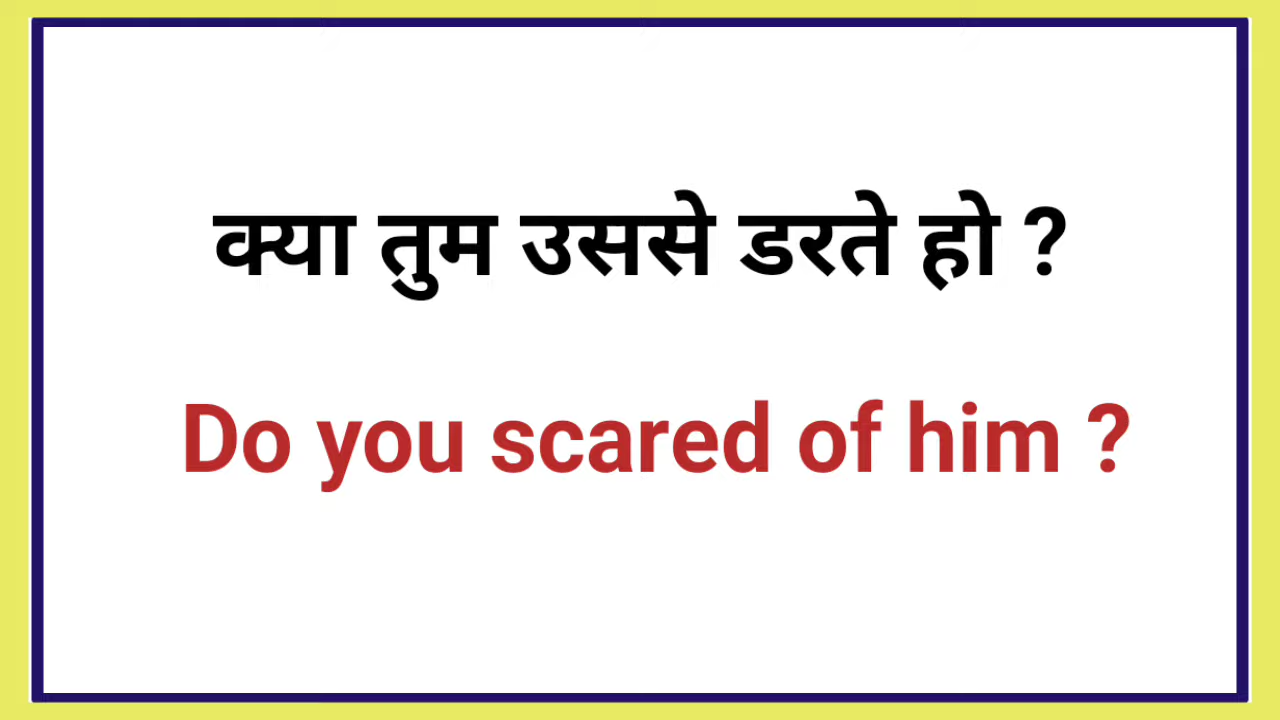 क्या तुम उससे डरते हो ?
Do you scared of him ?